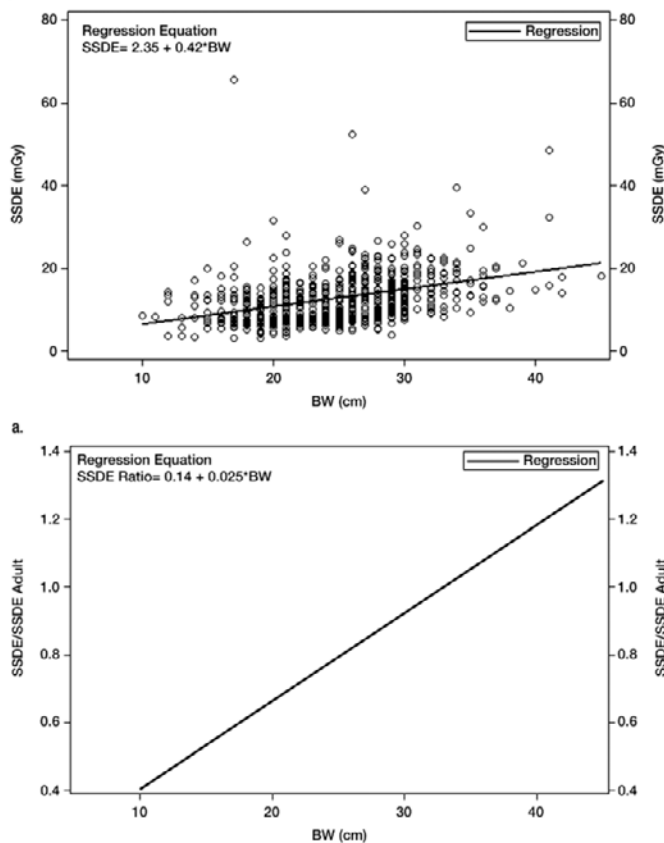 Regression Equation
SSDE= 2.35 + 0.42*BW
Regression
80
60
40
20
0
SSDE (mGy)
80
60
40
20
0
SSDE (mGy)
10
20
30
40
BW (cm)
a.
Regression Equation
SSDE Ratio= 0.14 + 0.025*BW
Regression
1.4
1.2
1.0
0.8
0.6
0.4
SSDE/SSDE Adult
1.4
1.2
1.0
0.8
0.6
0.4
SSDE/SSDE Adult
10
20
30
40
BW (cm)